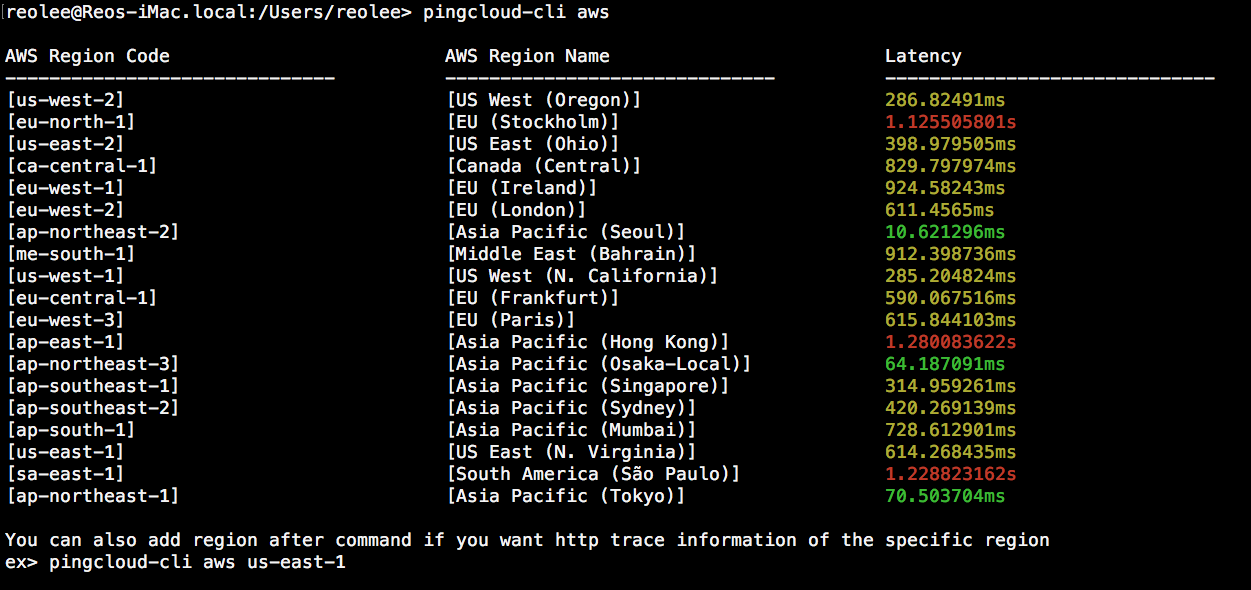 reolee@Reos-iMac.local:/Users/reolee> pingcloud-cli aws
AWS Region Code AWS Region Name Latency
------------------------------ ------------------------------ ------------------------------
[us-west-2] [US West (Oregon)] 286.82491ms
[eu-north-1] [EU (Stockholm)] 1.125505801s
[us-east-2] [US East (Ohio)] 398.979505ms
[ca-central-1] [Canada (Central)] 829.797974ms
[eu-west-1] [EU (Ireland)] 924.58243ms
[eu-west-2] [EU (London)] 611.4565ms
[ap-northeast-2] [Asia Pacific (Seoul)] 10.621296ms
[me-south-1] [Middle East (Bahrain)] 912.398736ms
[us-west-1] [US West (N. California)] 285.204824ms
[eu-central-1] [EU (Frankfurt)] 590.067516ms
[eu-west-3] [EU (Paris)] 615.844103ms
[ap-east-1] [Asia Pacific (Hong Kong)] 1.280083622s
[ap-northeast-3] [Asia Pacific (Osaka-Local)] 64.187091ms
[ap-southeast-1] [Asia Pacific (Singapore)] 314.959261ms
[ap-southeast-2] [Asia Pacific (Sydney)] 420.269139ms
[ap-south-1] [Asia Pacific (Mumbai)] 728.612901ms
[us-east-1] [US East (N. Virginia)] 614.268435ms
[sa-east-1] [South America (São Paulo)] 1.228823162s
[ap-northeast-1] [Asia Pacific (Tokyo)] 70.503704ms
You can also add region after command if you want http trace information of the specific region
ex> pingcloud-cli aws us-east-1